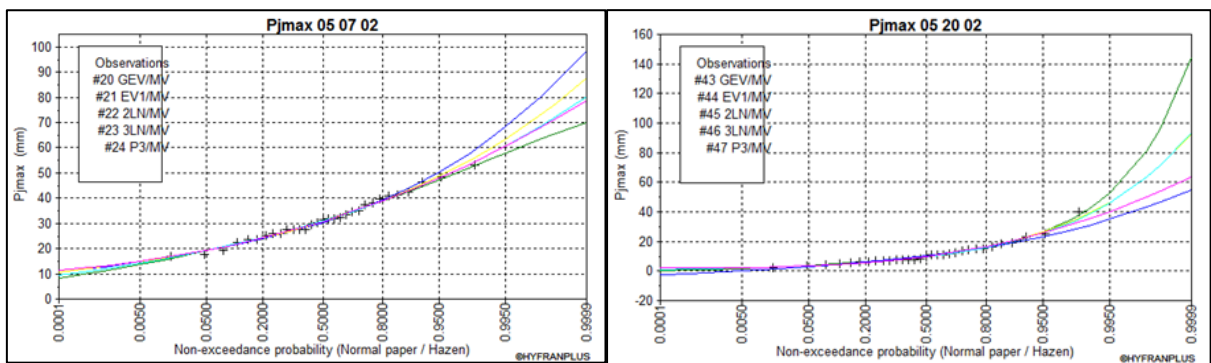 Pjmax 05 07 02
100
90
80
70
60
50
40
30
20
10
0
Pjmax (mm)
Observations
#20 GEV/MV
#21 EV1/MV
#22 2LN/MV
#23 3LN/MV
#24 P3/MV
0.0001
0.0050
0.0500
0.2000
0.5000
0.8000
0.9500
0.9950
0.9999
Non-exceedance probability (Normal paper / Hazen)
©HYFRANPLUS
Pjmax 05 20 02
160
140
120
100
80
60
40
20
0
-20
Pjmax (mm)
Observations
#43 GEV/MV
#44 EV1/MV
#45 2LN/MV
#46 3LN/MV
#47 P3/MV
0.0001
0.0050
0.0500
0.2000
0.5000
0.8000
0.9500
0.9950
0.9999
Non-exceedance probability (Normal paper / Hazen)
©HYFRANPLUS